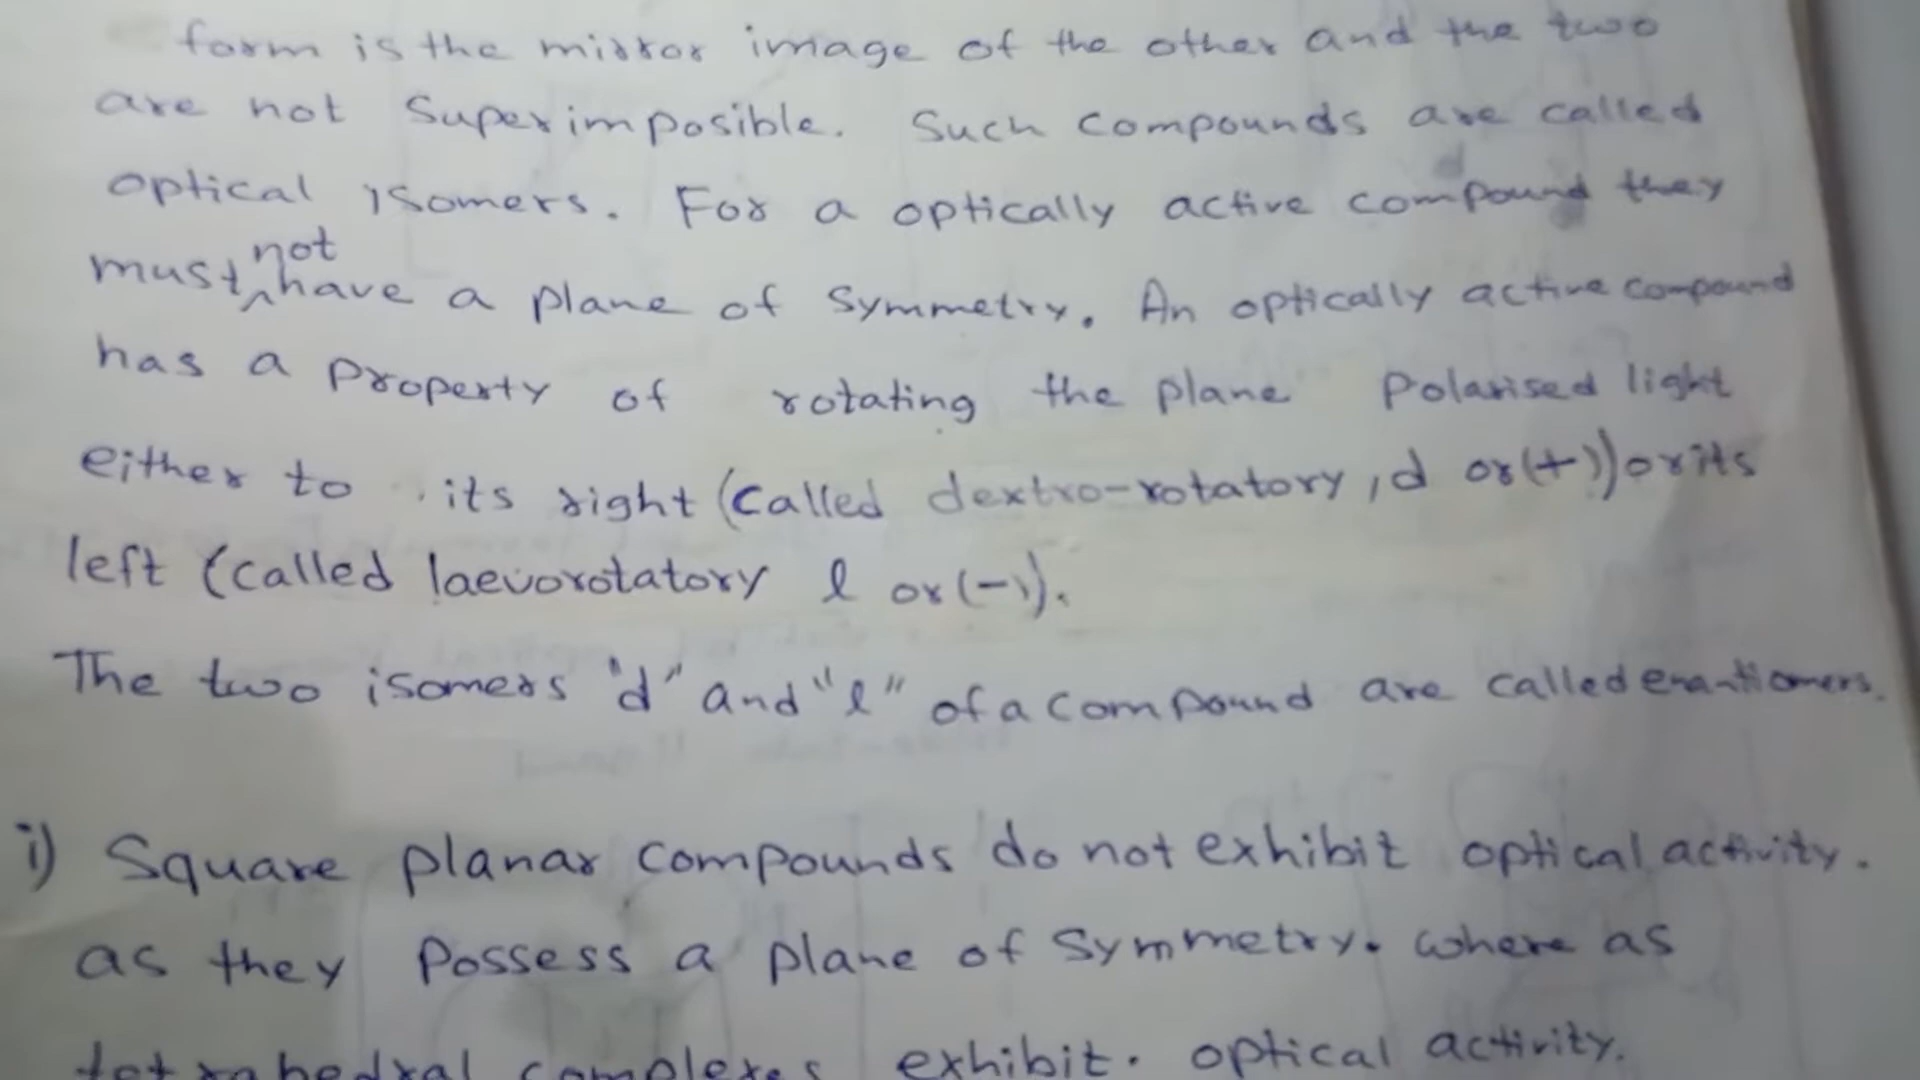 form is the mirror image of the other and the two
are not Superimposible. Such compounds are called
optical isomers. For a optically active compound they
must not have a plane of symmetry. An optically active compound
has a property of rotating the plane Polarised light
either to its right (called dextro-rotatory, d or (+)) or its
left (called laevorotatory l or (-).
The two isomers "d" and "l" of a compound are called enantiomers.
i) Square planar compounds do not exhibit optical activity.
as they possess a plane of symmetry. where as
tetrahedral complexes exhibit. optical activity.